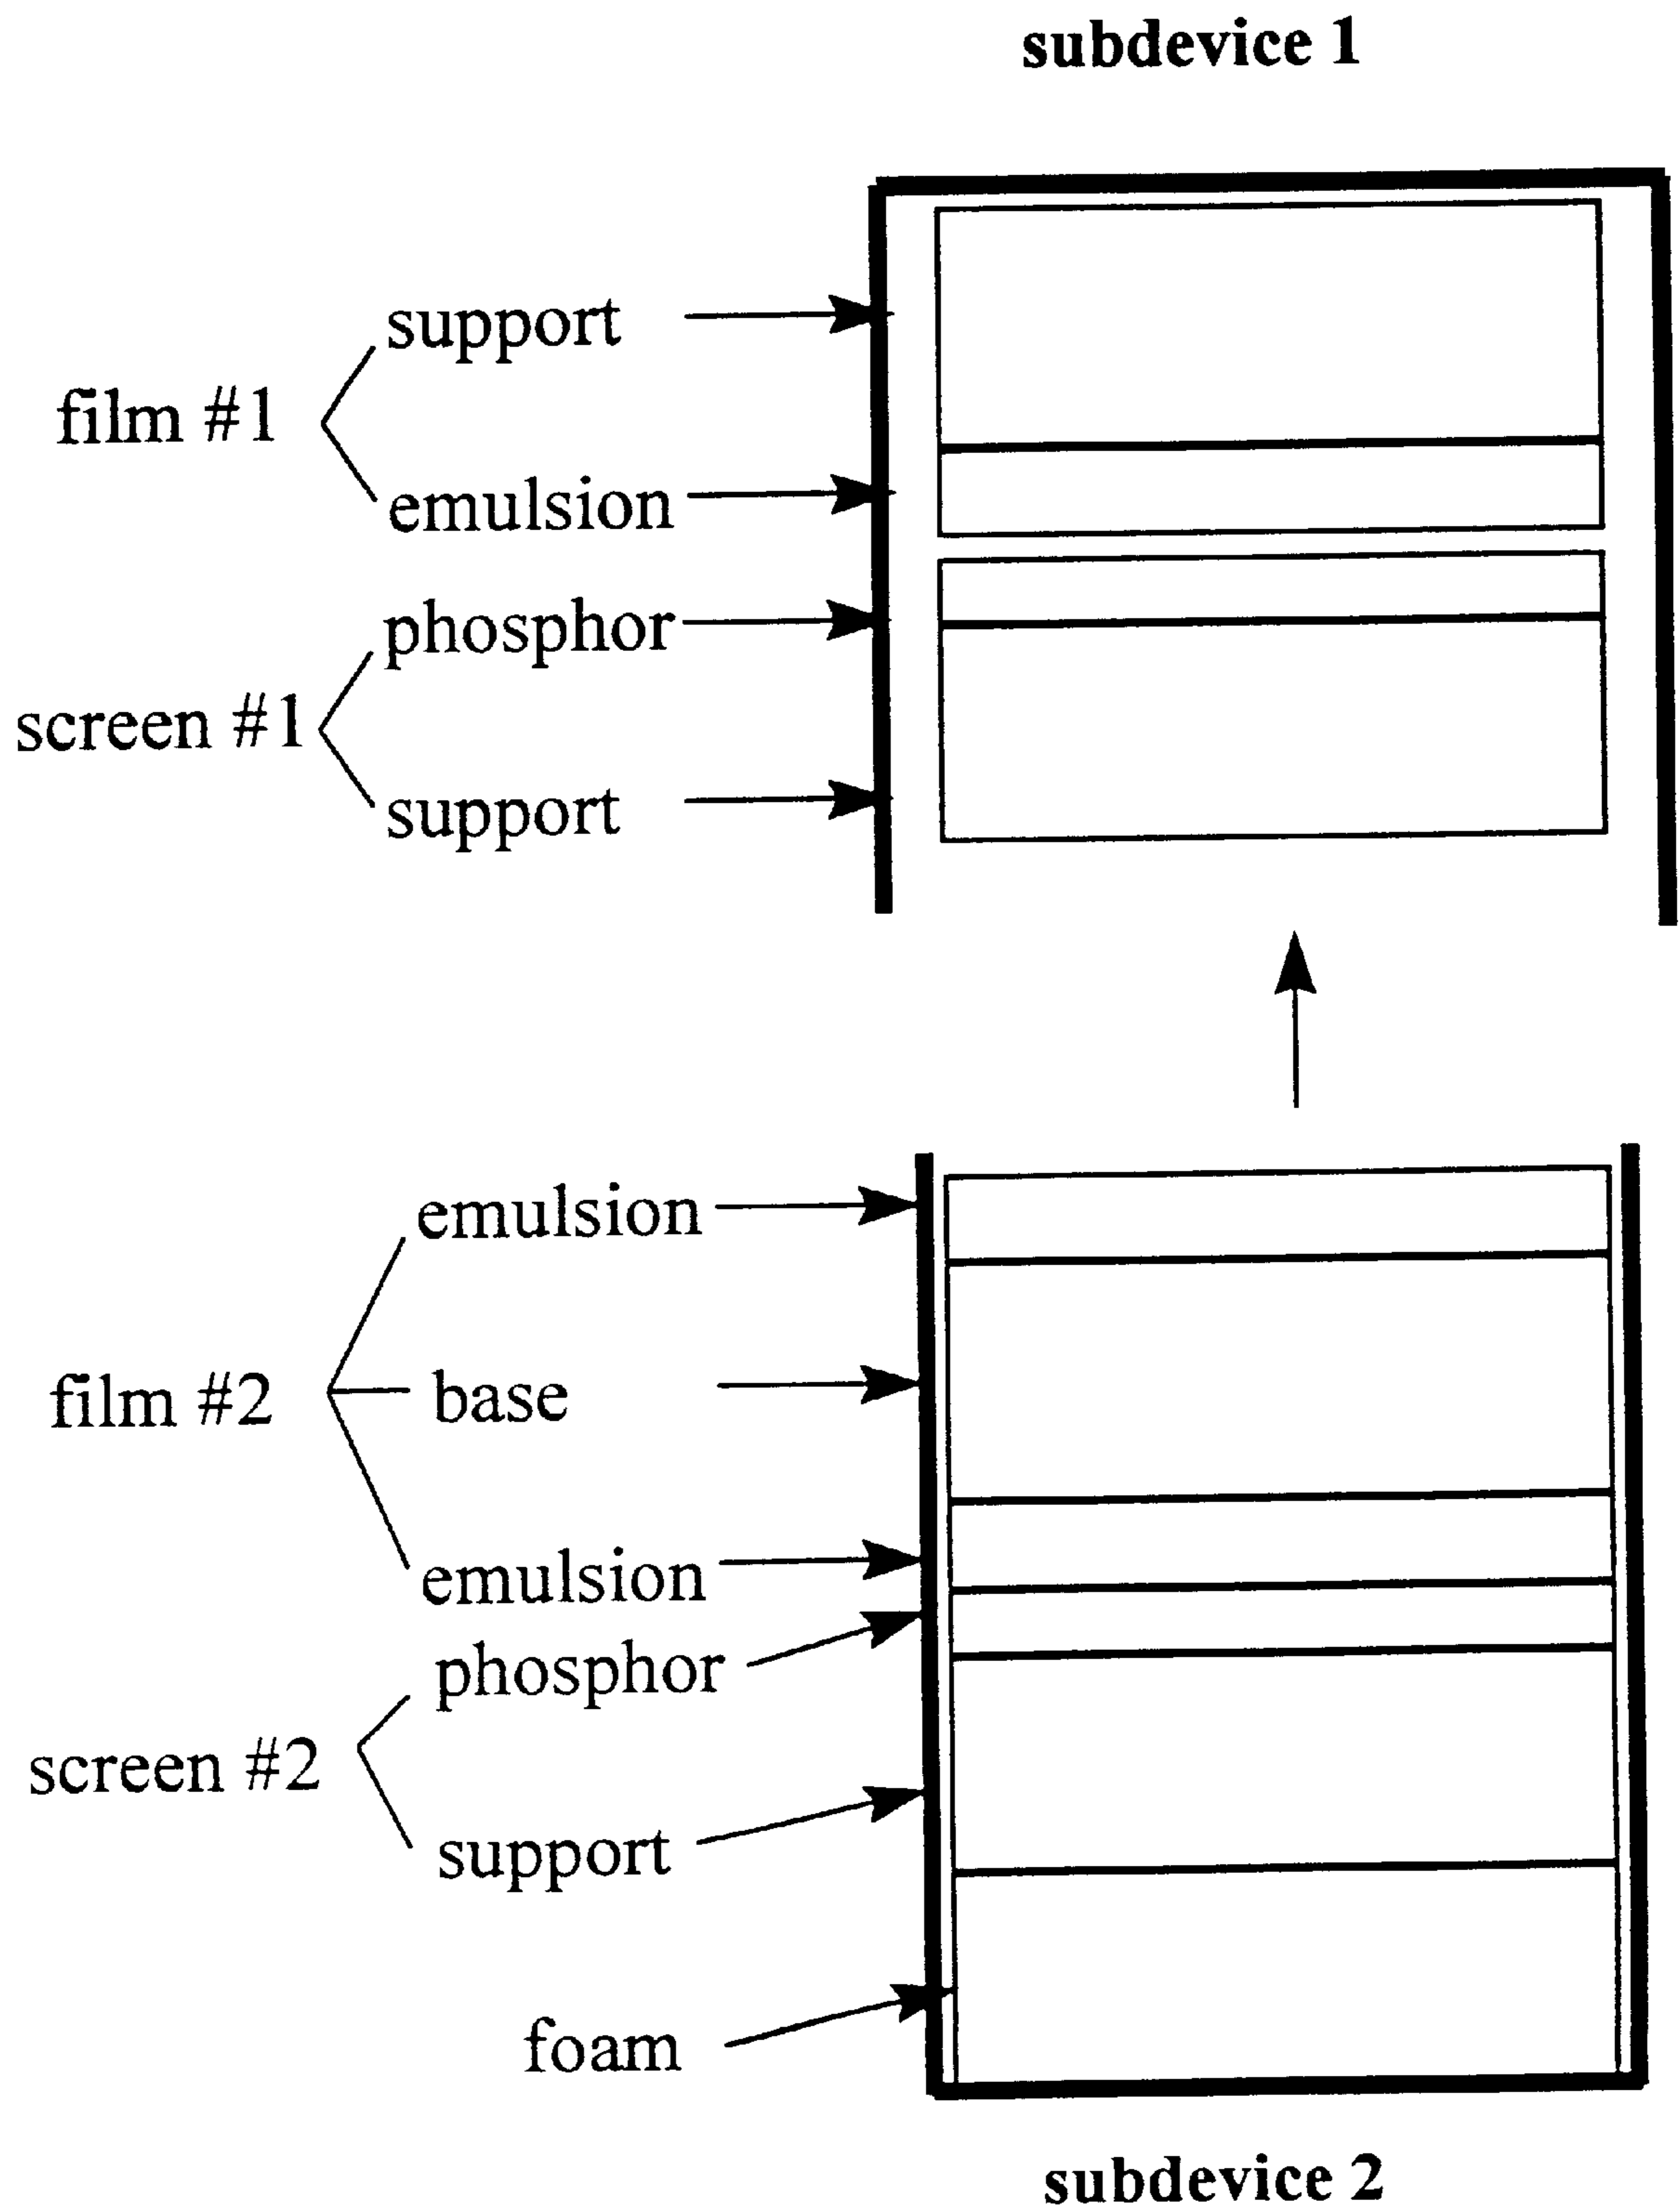 subdevice 1
support
film #1
emulsion
phosphor
screen #1
support
emulsion
film #2
base
emulsion
phosphor
screen #2
support
foam
subdevice 2